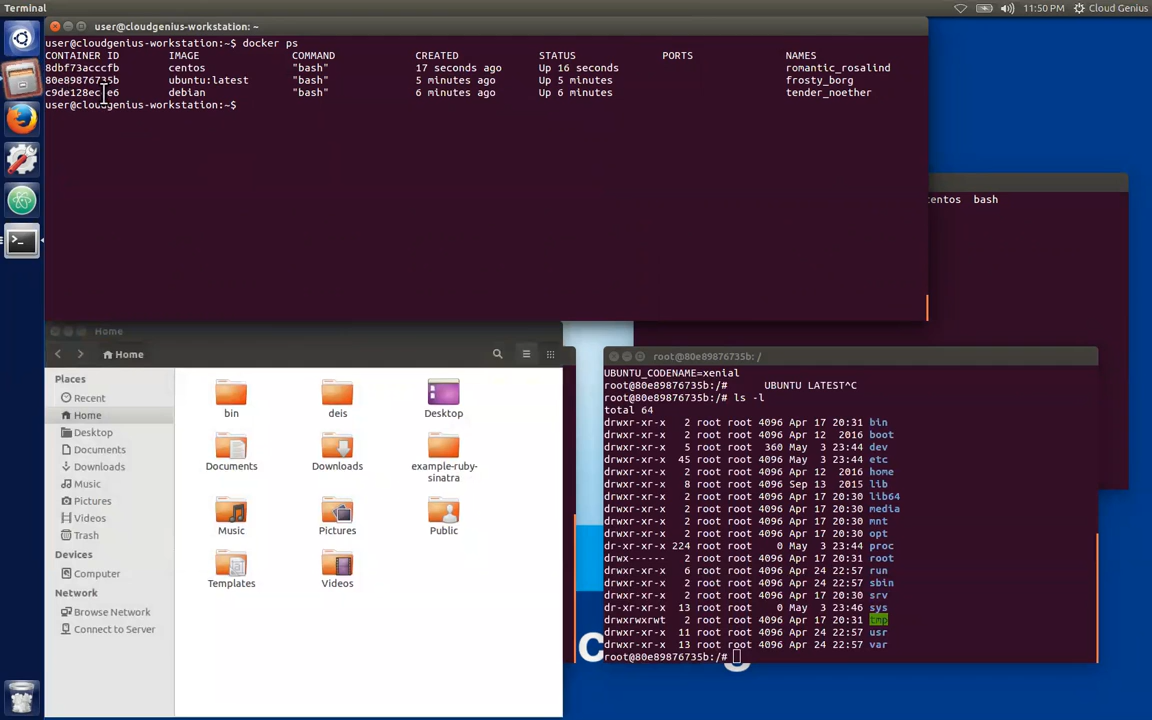 Terminal
11:50 PM
Cloud Genius
user@cloudgenius-workstation: ~
user@cloudgenius-workstation:~$ docker ps
CONTAINER ID IMAGE COMMAND CREATED STATUS PORTS NAMES
8dbf73acccfb centos "bash" 17 seconds ago Up 16 seconds romantic_rosalind
80e89876735b ubuntu:latest "bash" 5 minutes ago Up 5 minutes frosty_borg
debian "bash" 6 minutes ago Up 6 minutes tender_noether
user@cloudgenius-workstation:~$
centos bash
Home
Home
Places
Recent
Home
Desktop
Documents
Downloads
Music
Pictures
Videos
Trash
Devices
Computer
Network
Browse Network
Connect to Server
bin
deis
Desktop
Documents
Downloads
example-ruby-
sinatra
Music
Pictures
Public
Templates
Videos
root@80e89876735b: /
UBUNTU_CODENAME=xenial
root@80e89876735b:/# UBUNTU LATEST^C
root@80e89876735b:/# ls -l
total 64
drwxr-xr-x 2 root root 4096 Apr 17 20:31 bin
drwxr-xr-x 2 root root 4096 Apr 12 2016 boot
drwxr-xr-x 5 root root 360 May 3 23:44 dev
drwxr-xr-x 45 root root 4096 May 3 23:44 etc
drwxr-xr-x 2 root root 4096 Apr 12 2016 home
drwxr-xr-x 8 root root 4096 Sep 13 2015 lib
drwxr-xr-x 2 root root 4096 Apr 17 20:30 lib64
drwxr-xr-x 2 root root 4096 Apr 17 20:30 media
drwxr-xr-x 2 root root 4096 Apr 17 20:30 mnt
drwxr-xr-x 2 root root 4096 Apr 17 20:30 opt
dr-xr-xr-x 224 root root 0 May 3 23:44 proc
drwx------ 2 root root 4096 Apr 17 20:30 root
drwxr-xr-x 6 root root 4096 Apr 24 22:57 run
drwxr-xr-x 2 root root 4096 Apr 24 22:57 sbin
drwxr-xr-x 2 root root 4096 Apr 17 20:30 srv
dr-xr-xr-x 13 root root 0 May 3 23:46 sys
drwxrwxrwt 2 root root 4096 Apr 17 20:31 tmp
drwxr-xr-x 11 root root 4096 Apr 24 22:57 usr
drwxr-xr-x 13 root root 4096 Apr 24 22:57 var
root@80e89876735b:/#